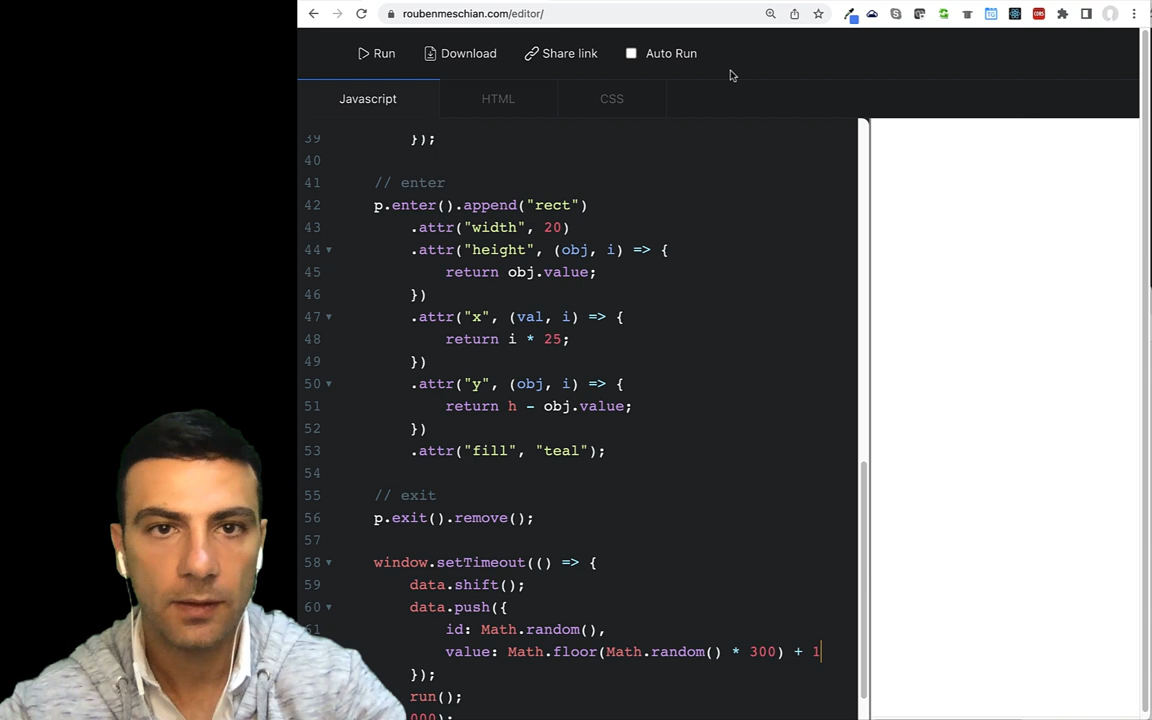 roubenmeschian.com/editor/
Run Download Share link Auto Run
Javascript HTML CSS
39 });
40
41 // enter
42 p.enter().append("rect")
43 .attr("width", 20)
44 .attr("height", (obj, i) => {
45 return obj.value;
46 })
47 .attr("x", (val, i) => {
48 return i * 25;
49 })
50 .attr("y", (obj, i) => {
51 return h - obj.value;
52 })
53 .attr("fill", "teal");
54
55 // exit
56 p.exit().remove();
57
58 window.setTimeout(() => {
59 data.shift();
60 data.push({
61 id: Math.random(),
value: Math.floor(Math.random() * 300) + 1
});
run();
000);